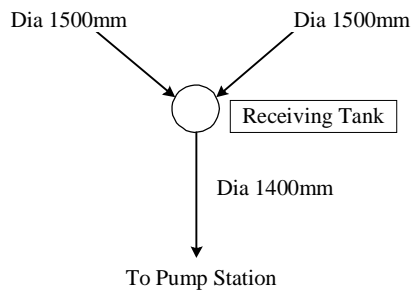 Dia 1500mm
Dia 1500mm
Receiving Tank
Dia 1400mm
To Pump Station